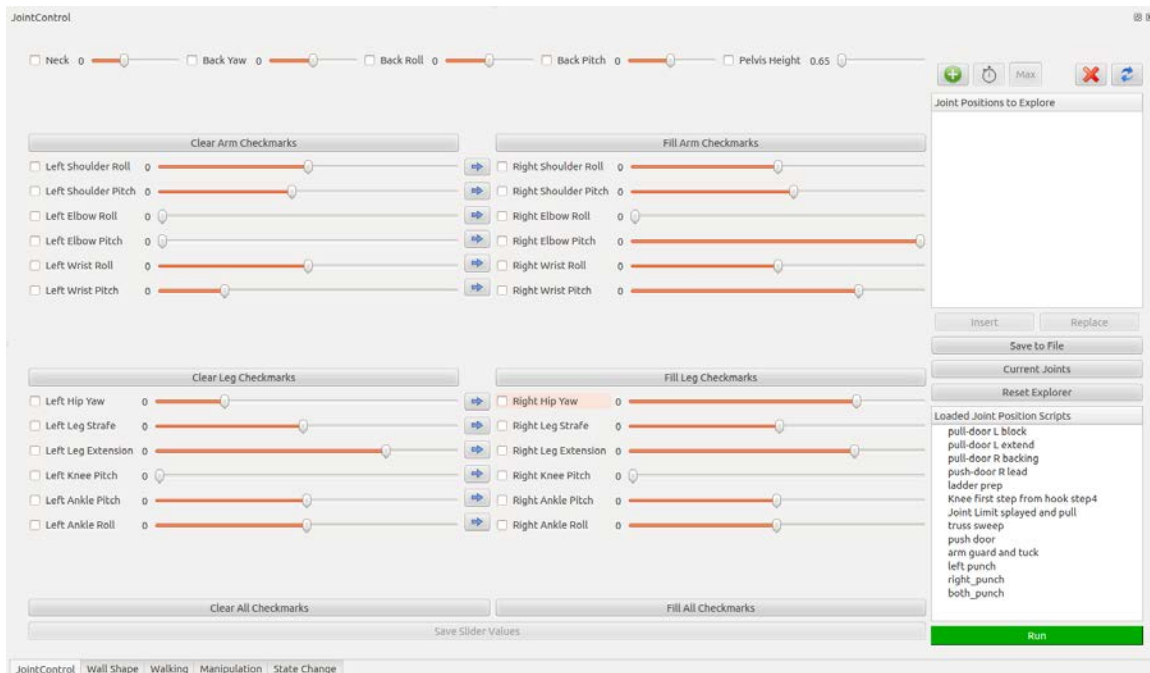 JointControl
Neck 0 Back Yaw 0 Back Roll 0 Back Pitch 0 Pelvis Height 0.65
Max
Joint Positions to Explore
Clear Arm Checkmarks Fill Arm Checkmarks
Left Shoulder Roll 0 Right Shoulder Roll 0
Left Shoulder Pitch 0 Right Shoulder Pitch 0
Left Elbow Roll 0 Right Elbow Roll 0
Left Elbow Pitch 0 Right Elbow Pitch 0
Left Wrist Roll 0 Right Wrist Roll 0
Left Wrist Pitch 0 Right Wrist Pitch 0
Insert Replace
Save to File
Current Joints
Reset Explorer
Clear Leg Checkmarks Fill Leg Checkmarks
Left Hip Yaw 0 Right Hip Yaw 0
Left Leg Strafe 0 Right Leg Strafe 0
Left Leg Extension 0 Right Leg Extension 0
Left Knee Pitch 0 Right Knee Pitch 0
Left Ankle Pitch 0 Right Ankle Pitch 0
Left Ankle Roll 0 Right Ankle Roll 0
Loaded Joint Position Scripts
pull-door L block
pull-door L extend
pull-door R backing
push-door R lead
ladder prep
Knee first step from hook step4
Joint Limit splayed and pull
truss sweep
push door
arm guard and tuck
left punch
right_punch
both_punch
Clear All Checkmarks Fill All Checkmarks
Save Slider Values
Run
JointControl Wall Shape Walking Manipulation State Change